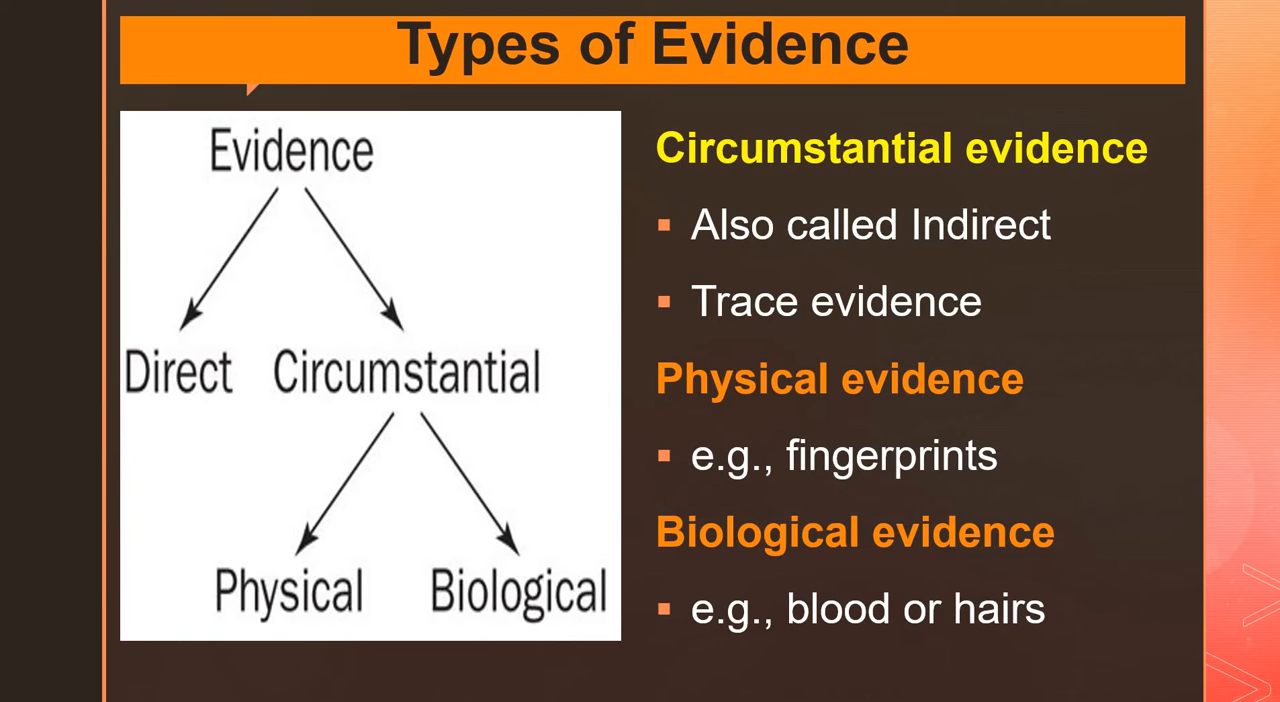 Types of Evidence
Evidence
Direct Circumstantial
Physical Biological
Circumstantial evidence
▪ Also called Indirect
▪ Trace evidence
Physical evidence
▪ e.g., fingerprints
Biological evidence
▪ e.g., blood or hairs